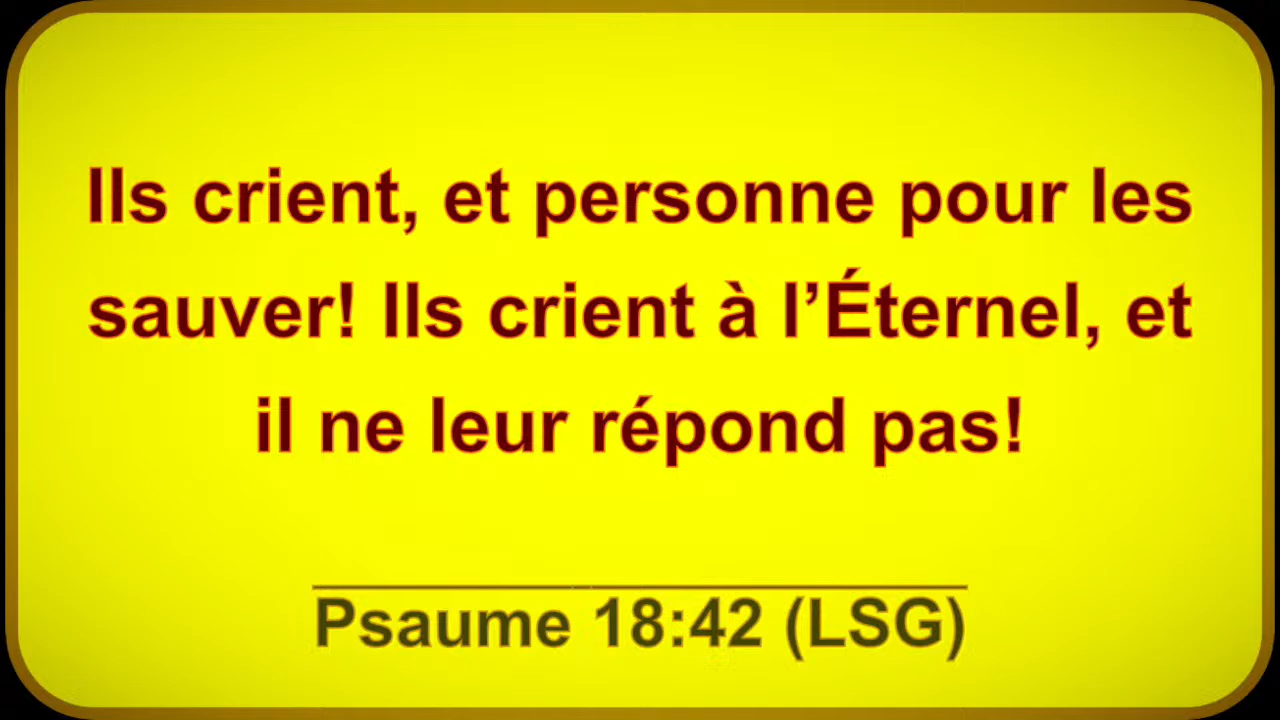 Ils crient, et personne pour les
sauver! Ils crient à l’Éternel, et
il ne leur répond pas!
Psaume 18:42 (LSG)